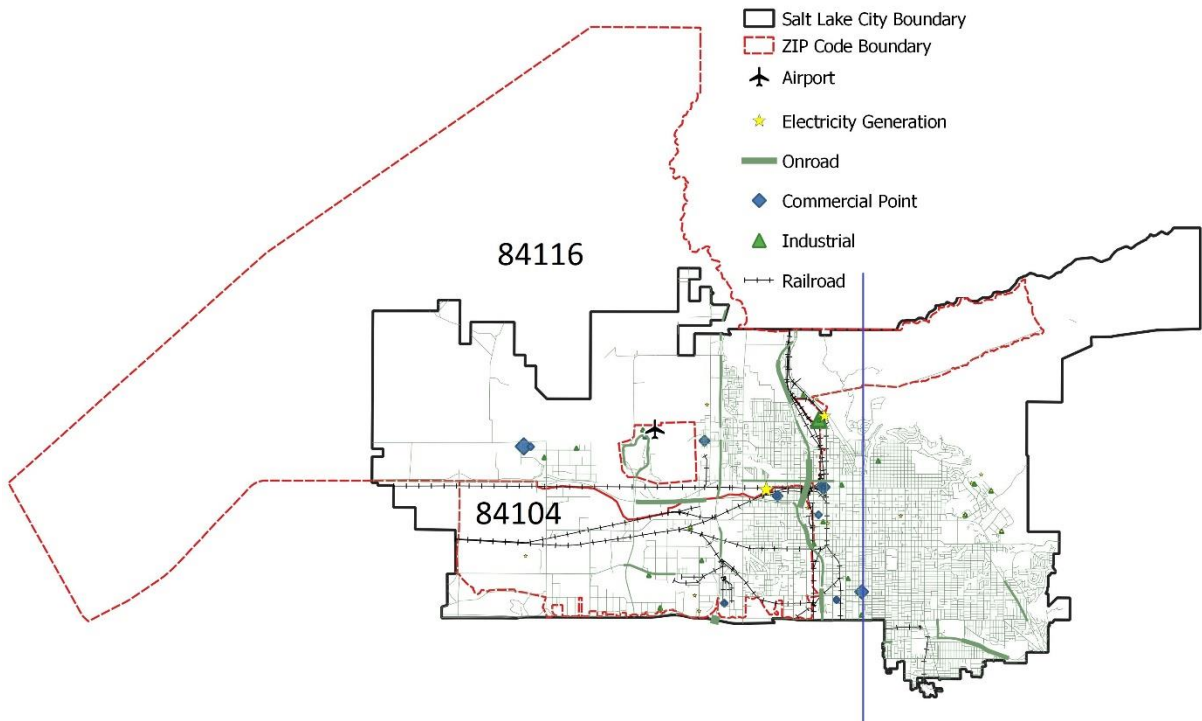 Salt Lake City Boundary
ZIP Code Boundary
Airport
Electricity Generation
Onroad
Commercial Point
Industrial
Railroad
84116
84104